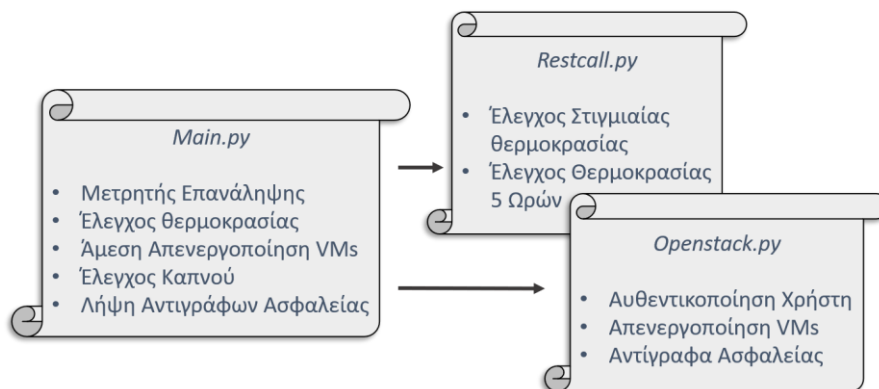 Main.py
• Μετρητής Επανάληψης
• Έλεγχος θερμοκρασίας
• Άμεση Απενεργοποίηση VMs
• Έλεγχος Καπνού
• Λήψη Αντιγράφων Ασφαλείας
Restcall.py
• Έλεγχος Στιγμιαίας
θερμοκρασίας
• Έλεγχος Θερμοκρασίας
5 Ωρών
Openstack.py
• Αυθεντικοποίηση Χρήστη
• Απενεργοποίηση VMs
• Αντίγραφα Ασφαλείας